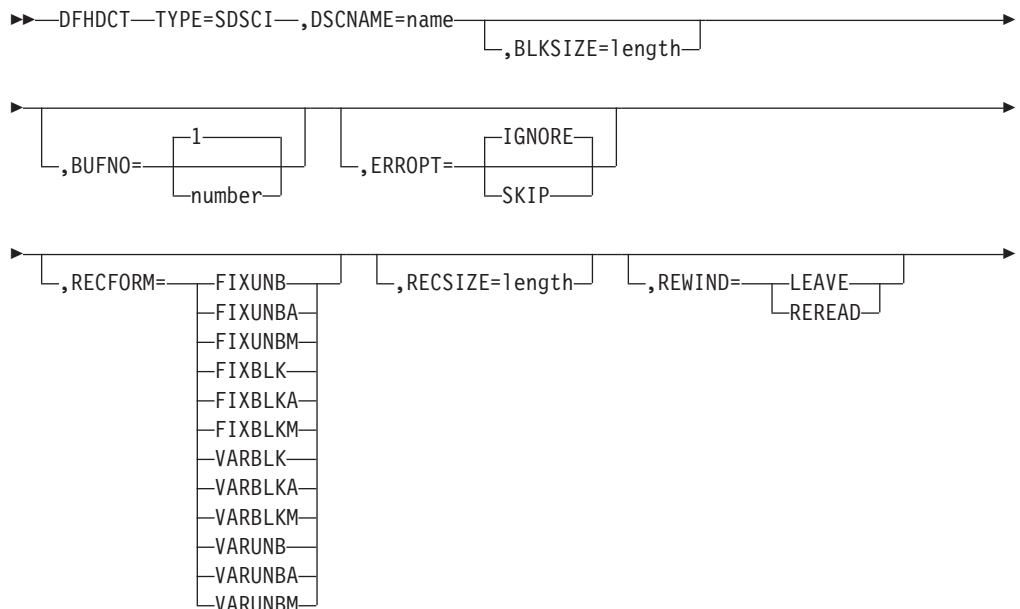 DFHDCT TYPE=SDSCI ,DSCNAME=name
,BLKSIZE=length
1 IGNORE
,BUFNO= ,ERROPT=
number SKIP
,RECFORM= FIXUNB ,RECSIZE=length ,REWIND= LEAVE
FIXUNBA REREAD
FIXUNBM
FIXBLK
FIXBLKA
FIXBLKM
VARBLK
VARBLKA
VARBLKM
VARUNB
VARUNBA
VARUNBM